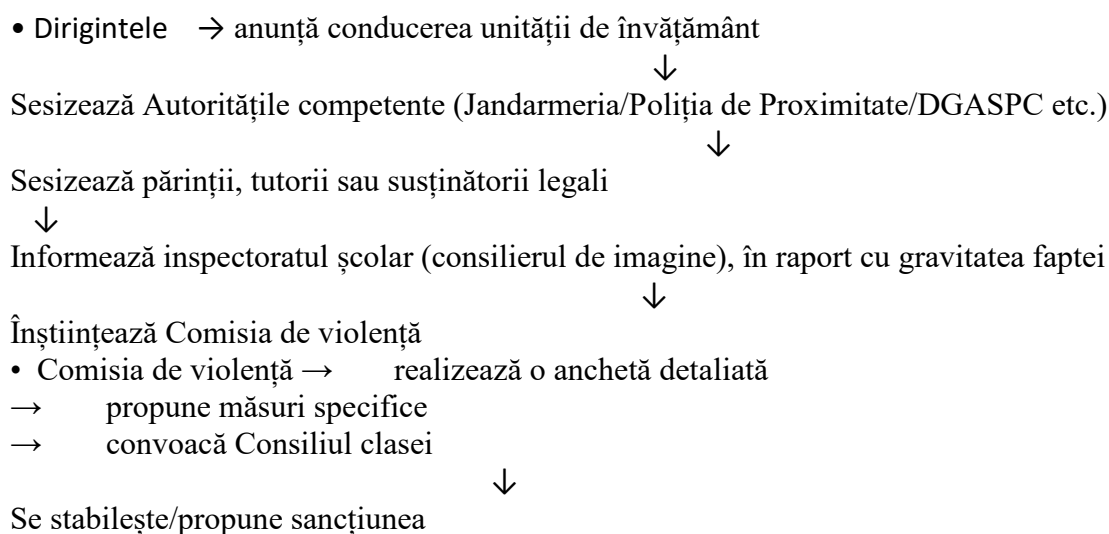 • Dirigintele → anunță conducerea unității de învățământ
↓
Sesizează Autoritățile competente (Jandarmeria/Poliția de Proximitate/DGASPC etc.)
↓
Sesizează părinții, tutorii sau susținătorii legali
↓
Informează inspectoratul școlar (consilierul de imagine), în raport cu gravitatea faptei
↓
Înștiințează Comisia de violență
• Comisia de violență → realizează o anchetă detaliată
→ propune măsuri specifice
→ convoacă Consiliul clasei
↓
Se stabilește/propune sancțiunea